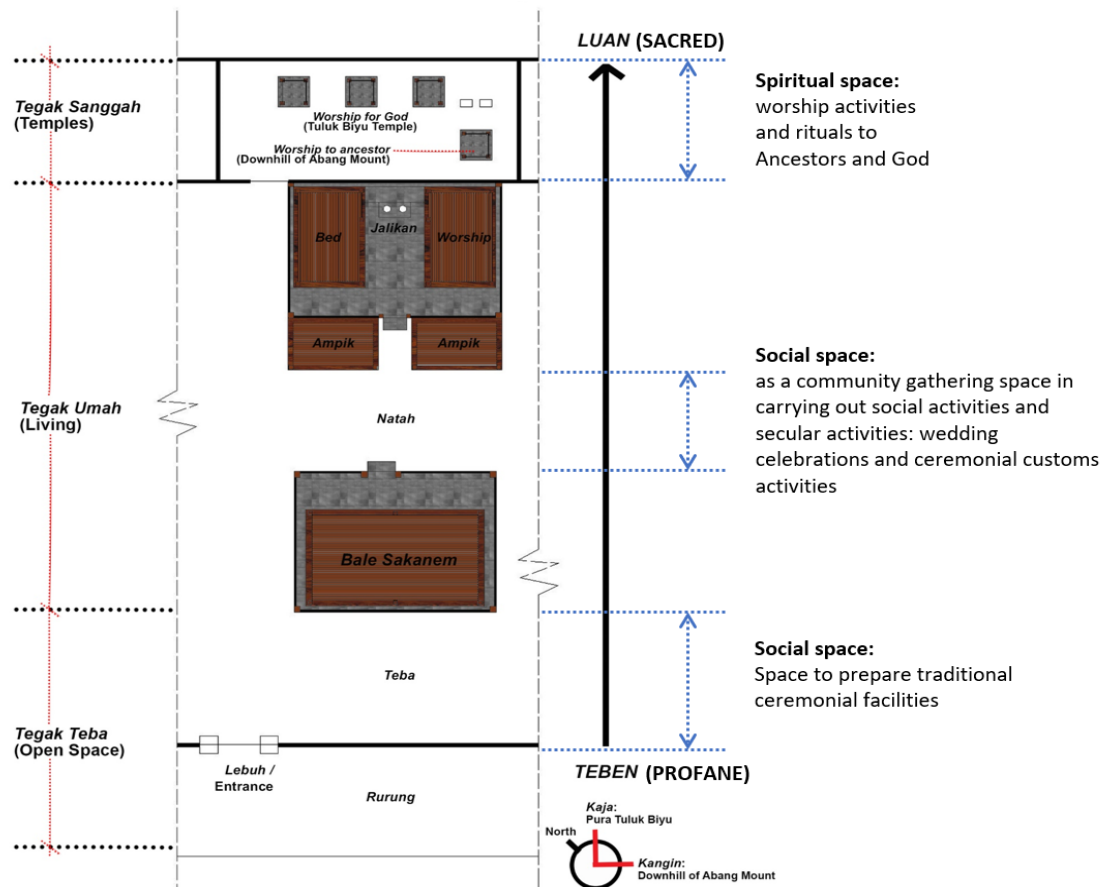 LUAN (SACRED)
Tegak Sanggah
(Temples)
Worship for God
(Tuluk Biyu Temple)
Worship to ancestor
(Downhill of Abang Mount)
Spiritual space:
worship activities
and rituals to
Ancestors and God
Bed
Jalikan
Worship
Ampik
Ampik
Tegak Umah
(Living)
Natah
Social space:
as a community gathering space in
carrying out social activities and
secular activities: wedding
celebrations and ceremonial customs
activities
Bale Sakanem
Teba
Social space:
Space to prepare traditional
ceremonial facilities
Tegak Teba
(Open Space)
Lebuh /
Entrance
Rurung
TEBEN (PROFANE)
Kaja:
Pura Tuluk Biyu
North
Kangin:
Downhill of Abang Mount